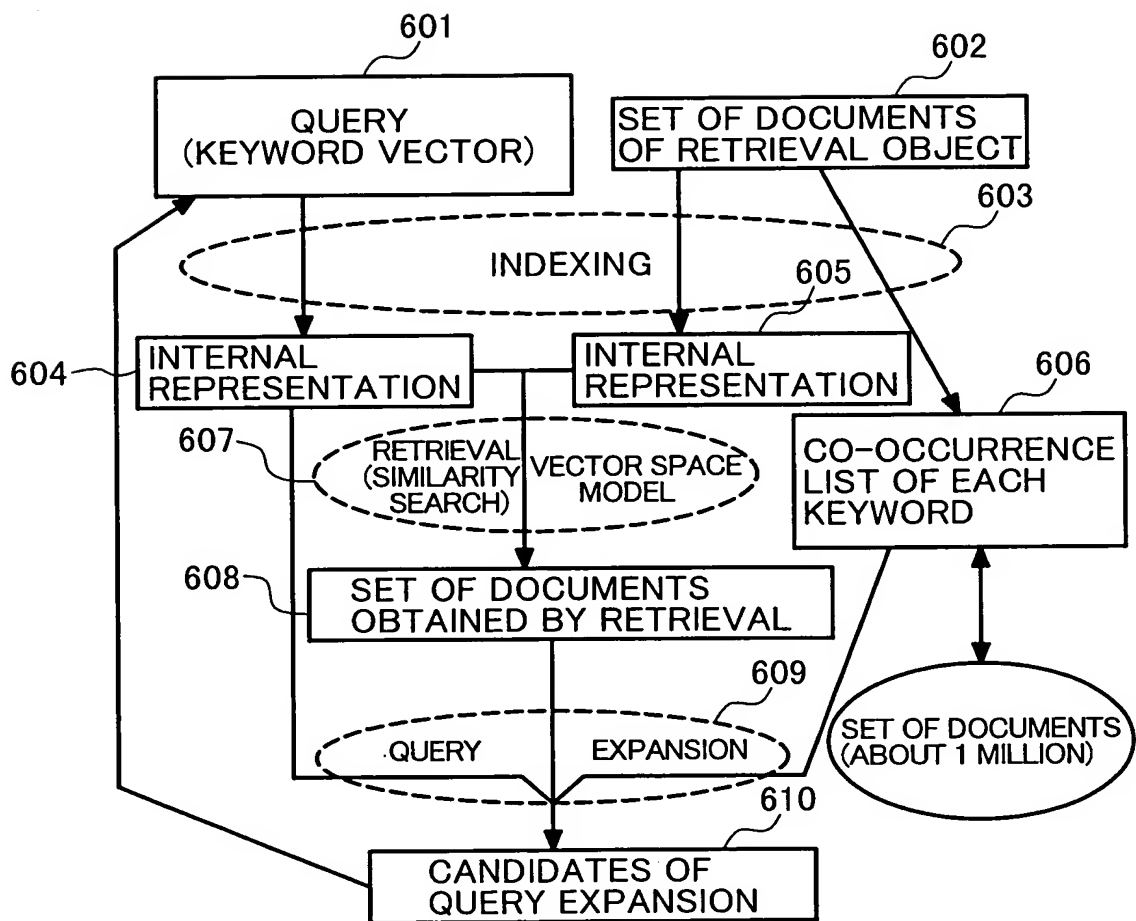 601
602
QUERY
(KEYWORD VECTOR)
SET OF DOCUMENTS
OF RETRIEVAL OBJECT
603
INDEXING
605
604
INTERNAL
REPRESENTATION
INTERNAL
REPRESENTATION
606
607
RETRIEVAL
(SIMILARITY
SEARCH)
VECTOR SPACE
MODEL
CO-OCCURRENCE
LIST OF EACH
KEYWORD
608
SET OF DOCUMENTS
OBTAINED BY RETRIEVAL
609
QUERY EXPANSION
SET OF DOCUMENTS
(ABOUT 1 MILLION)
610
CANDIDATES OF
QUERY EXPANSION